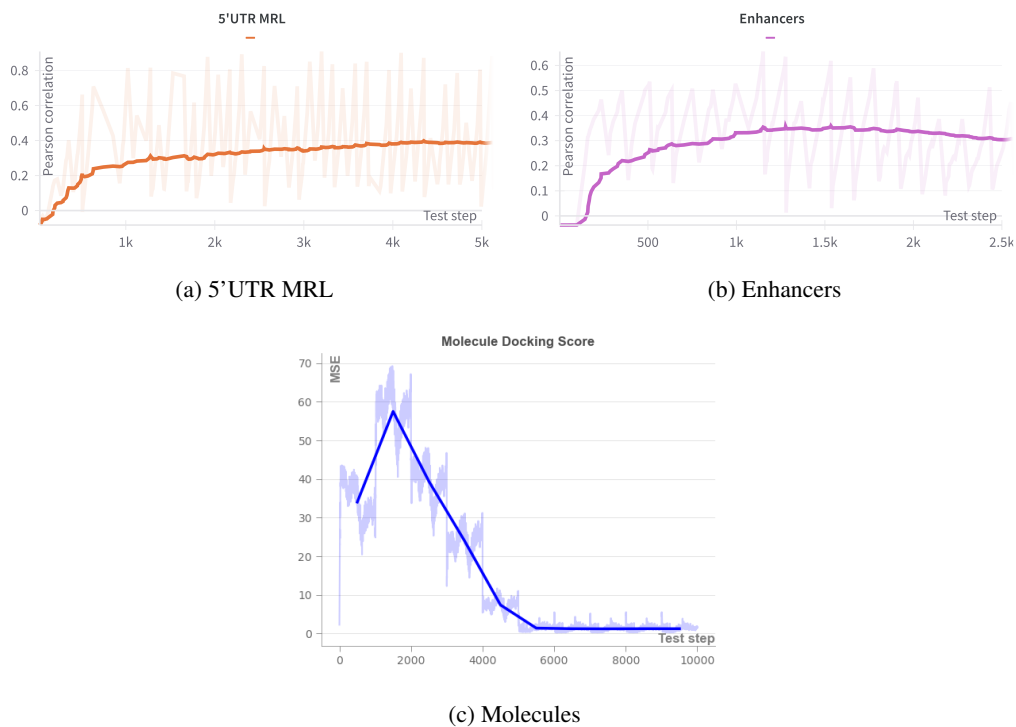 5'UTR MRL
Pearson correlation
0.8
0.6
0.4
0.2
0
Test step
1k
2k
3k
4k
5k
(a) 5'UTR MRL
Enhancers
Pearson correlation
0.6
0.5
0.4
0.3
0.2
0.1
0
Test step
500
1k
1.5k
2k
2.5k
(b) Enhancers
Molecule Docking Score
MSE
70
60
50
40
30
20
10
0
Test step
0
2000
4000
6000
8000
10000
(c) Molecules